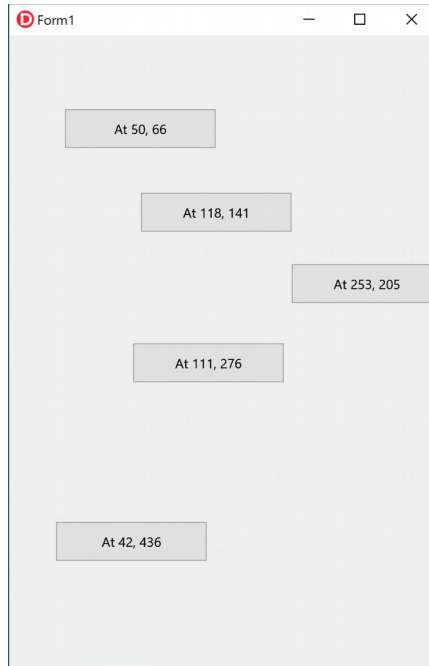 Form1
At 50, 66
At 118, 141
At 253, 205
At 111, 276
At 42, 436